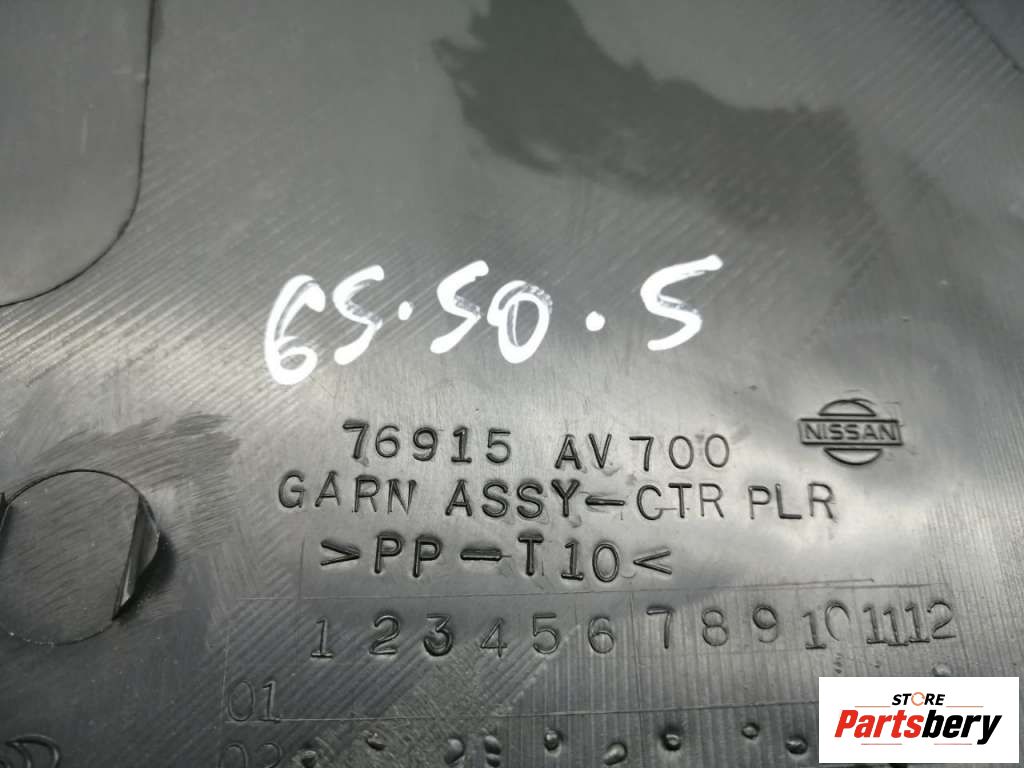 65.50.5
76915 AV700
NISSAN
GARN ASSY-CTR PLR
>PP-T10<
1 2 3 4 5 6 7 8 9 10 11 12
01
02
STORE
Partsbery